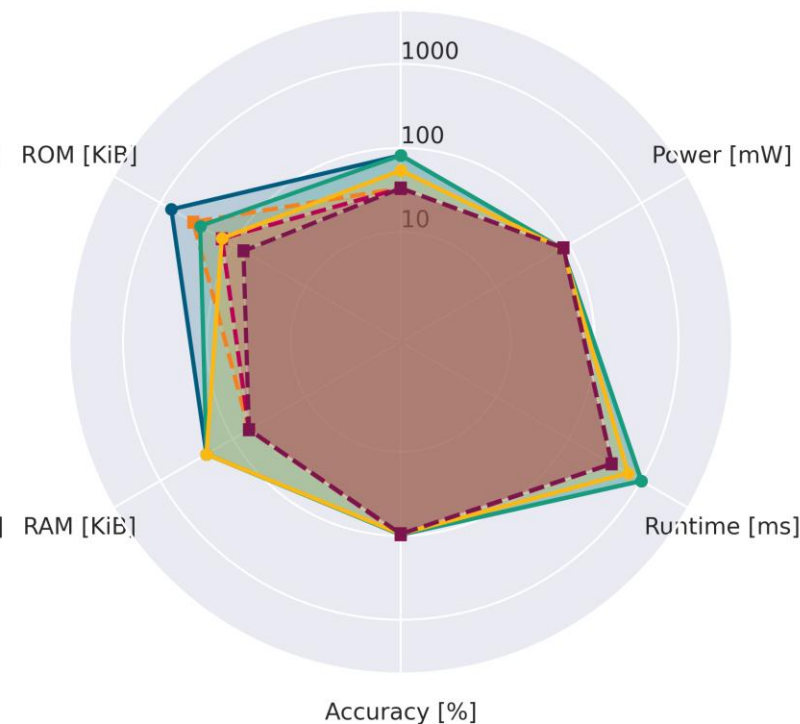 1000
100
ROM [KiB]
Power [mW]
10
] RAM [KiB]
Runtime [ms]
Accuracy [%]